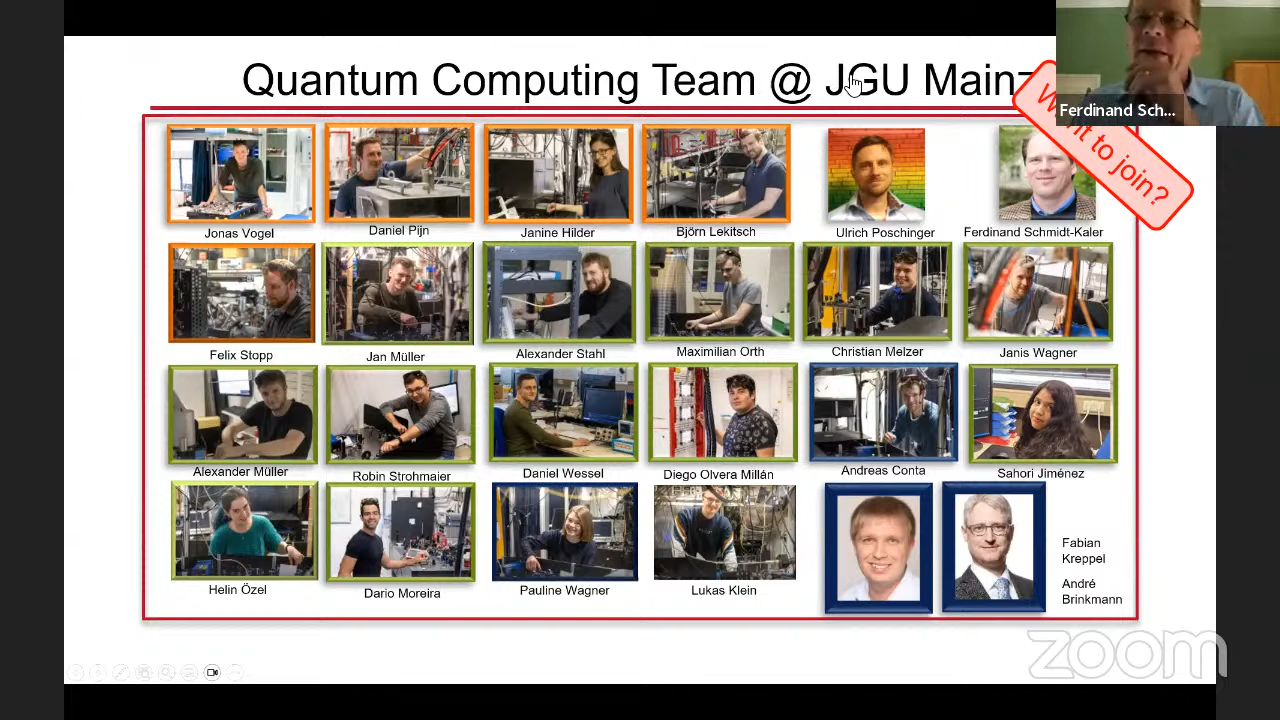 Quantum Computing Team @ JGU Mainz
Ferdinand Sch...
to join?
Jonas Vogel
Daniel Pijn
Janine Hilder
Björn Lekitsch
Ulrich Poschinger
Ferdinand Schmidt-Kaler
Felix Stopp
Jan Müller
Alexander Stahl
Maximilian Orth
Christian Melzer
Janis Wagner
Alexander Müller
Robin Strohmaier
Daniel Wessel
Diego Olvera Millán
Andreas Conta
Sahori Jiménez
Helin Özel
Dario Moreira
Pauline Wagner
Lukas Klein
Fabian
Kreppel
André
Brinkmann
zoom